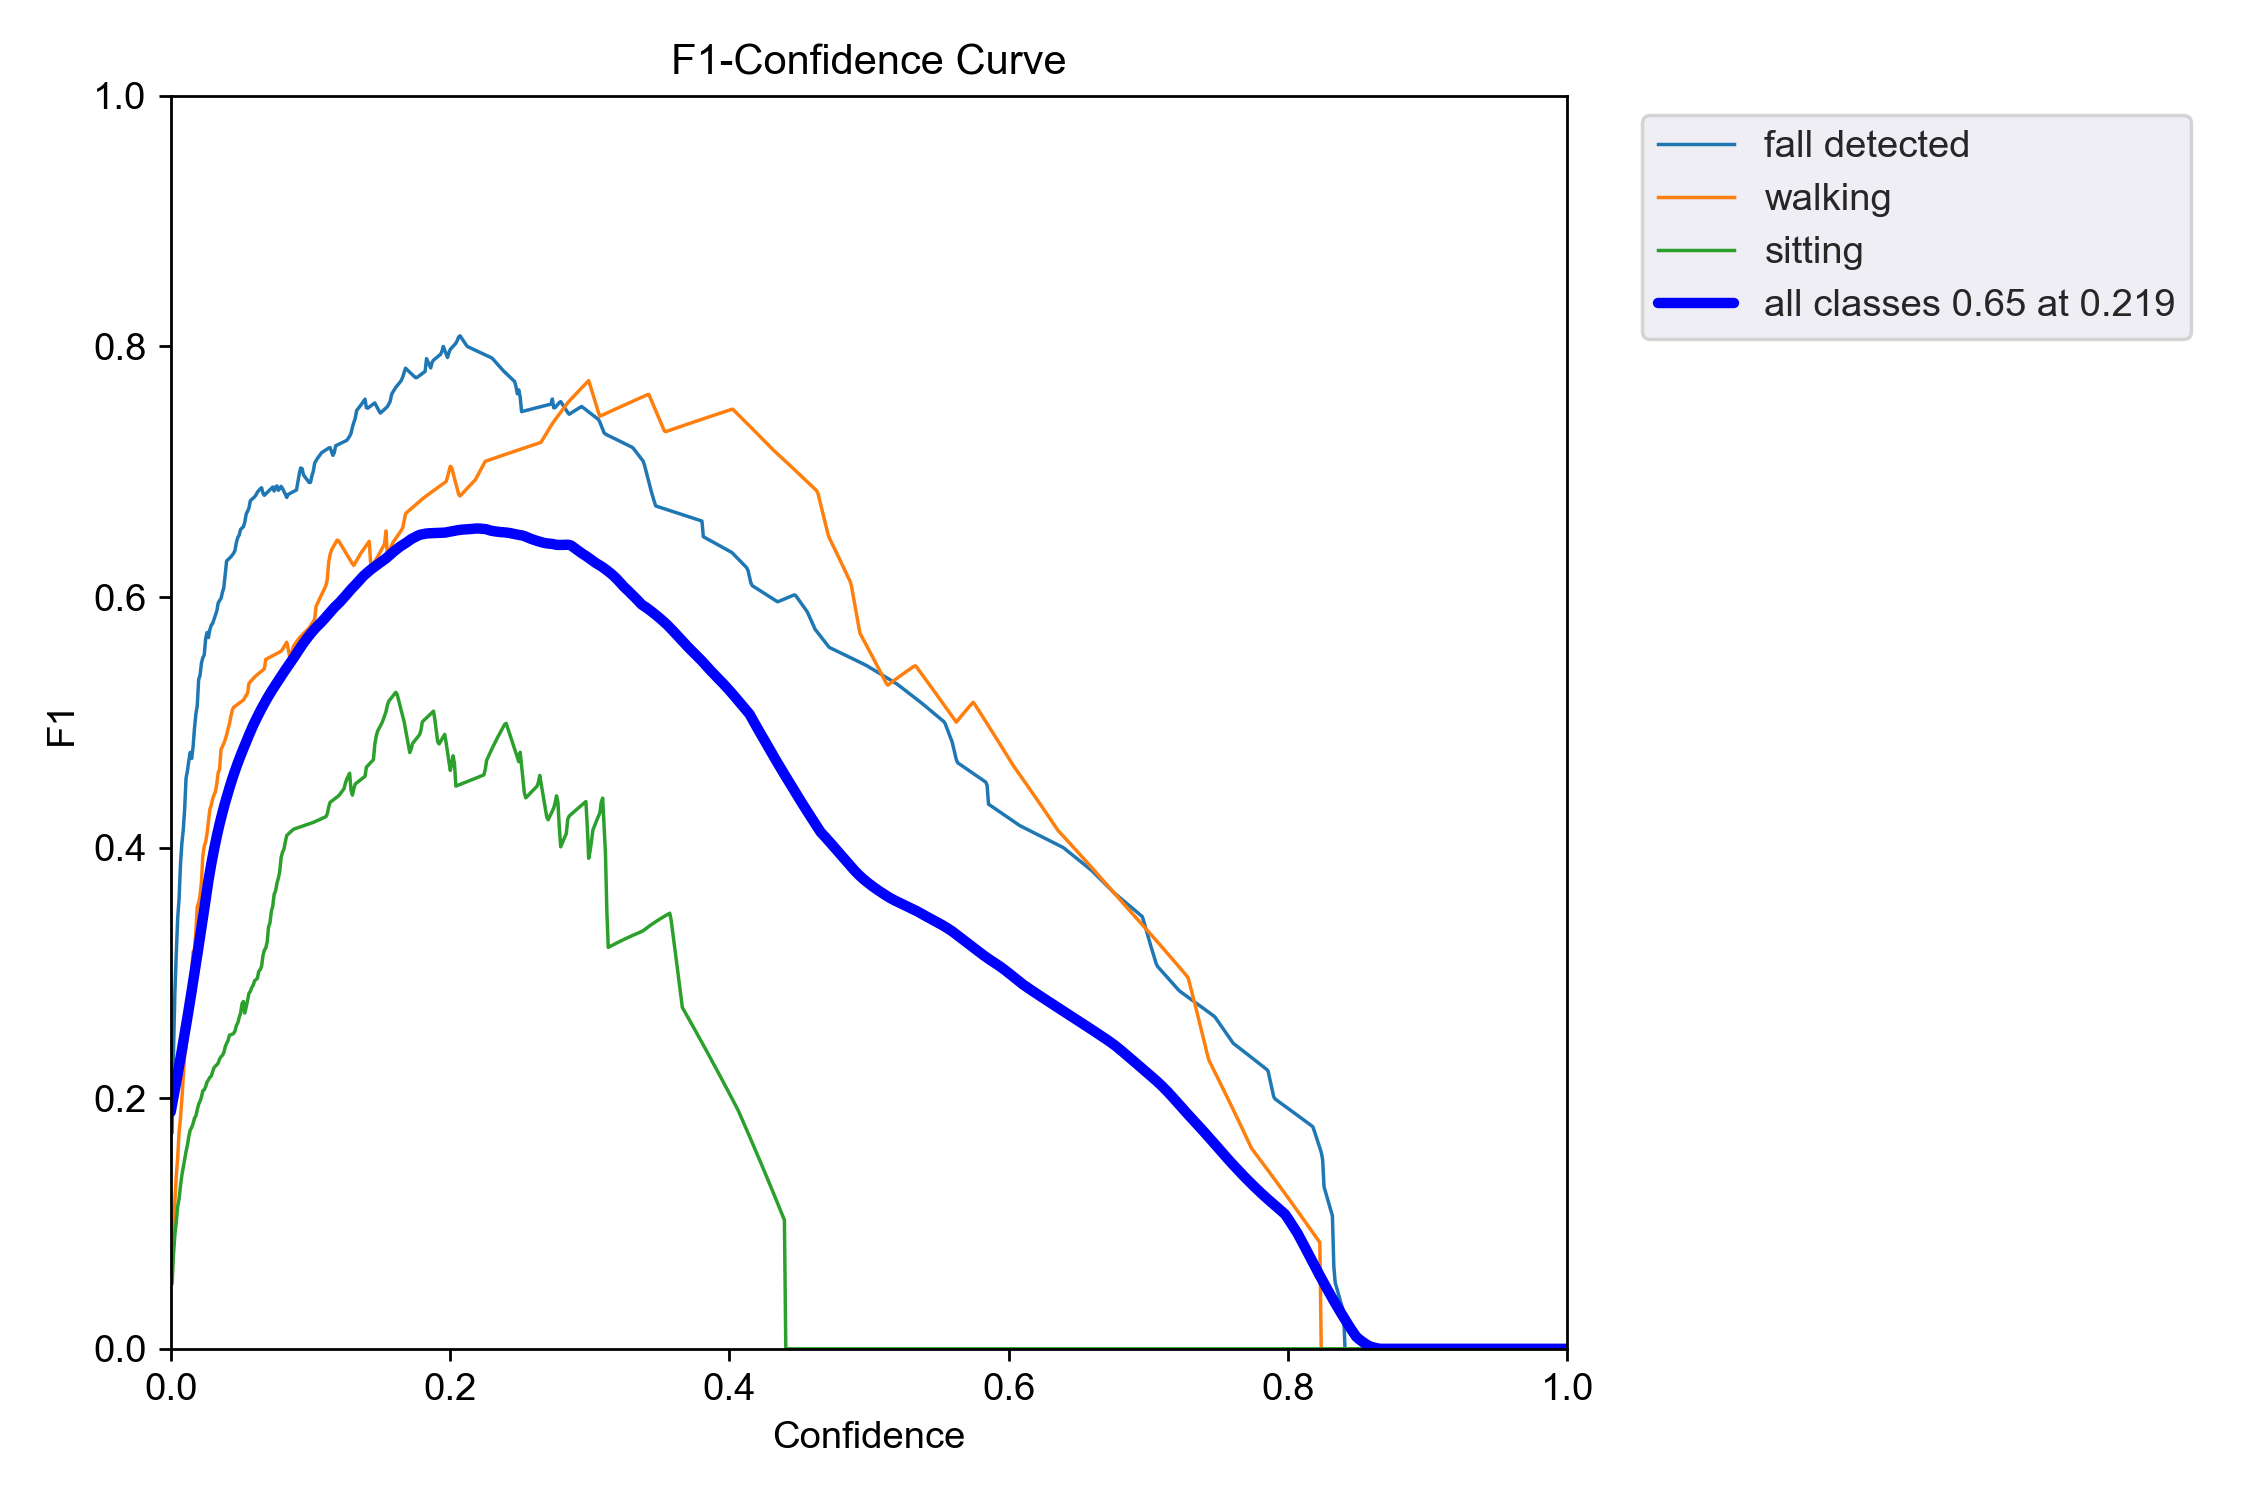 F1-Confidence Curve
1.0
0.8
0.6
0.4
0.2
0.0
F1
0.0 0.2 0.4 0.6 0.8 1.0
Confidence
fall detected
walking
sitting
all classes 0.65 at 0.219